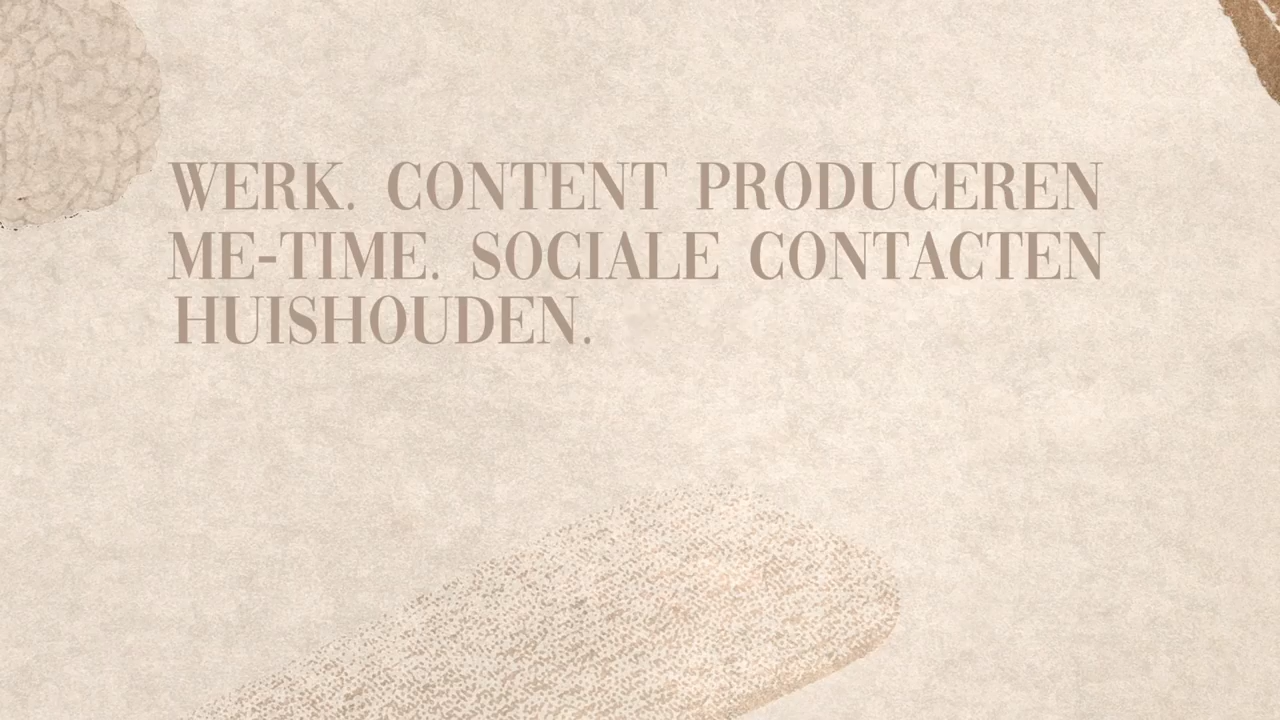 WERK. CONTENT PRODUCEREN
ME-TIME. SOCIALE CONTACTEN
HUISHOUDEN.